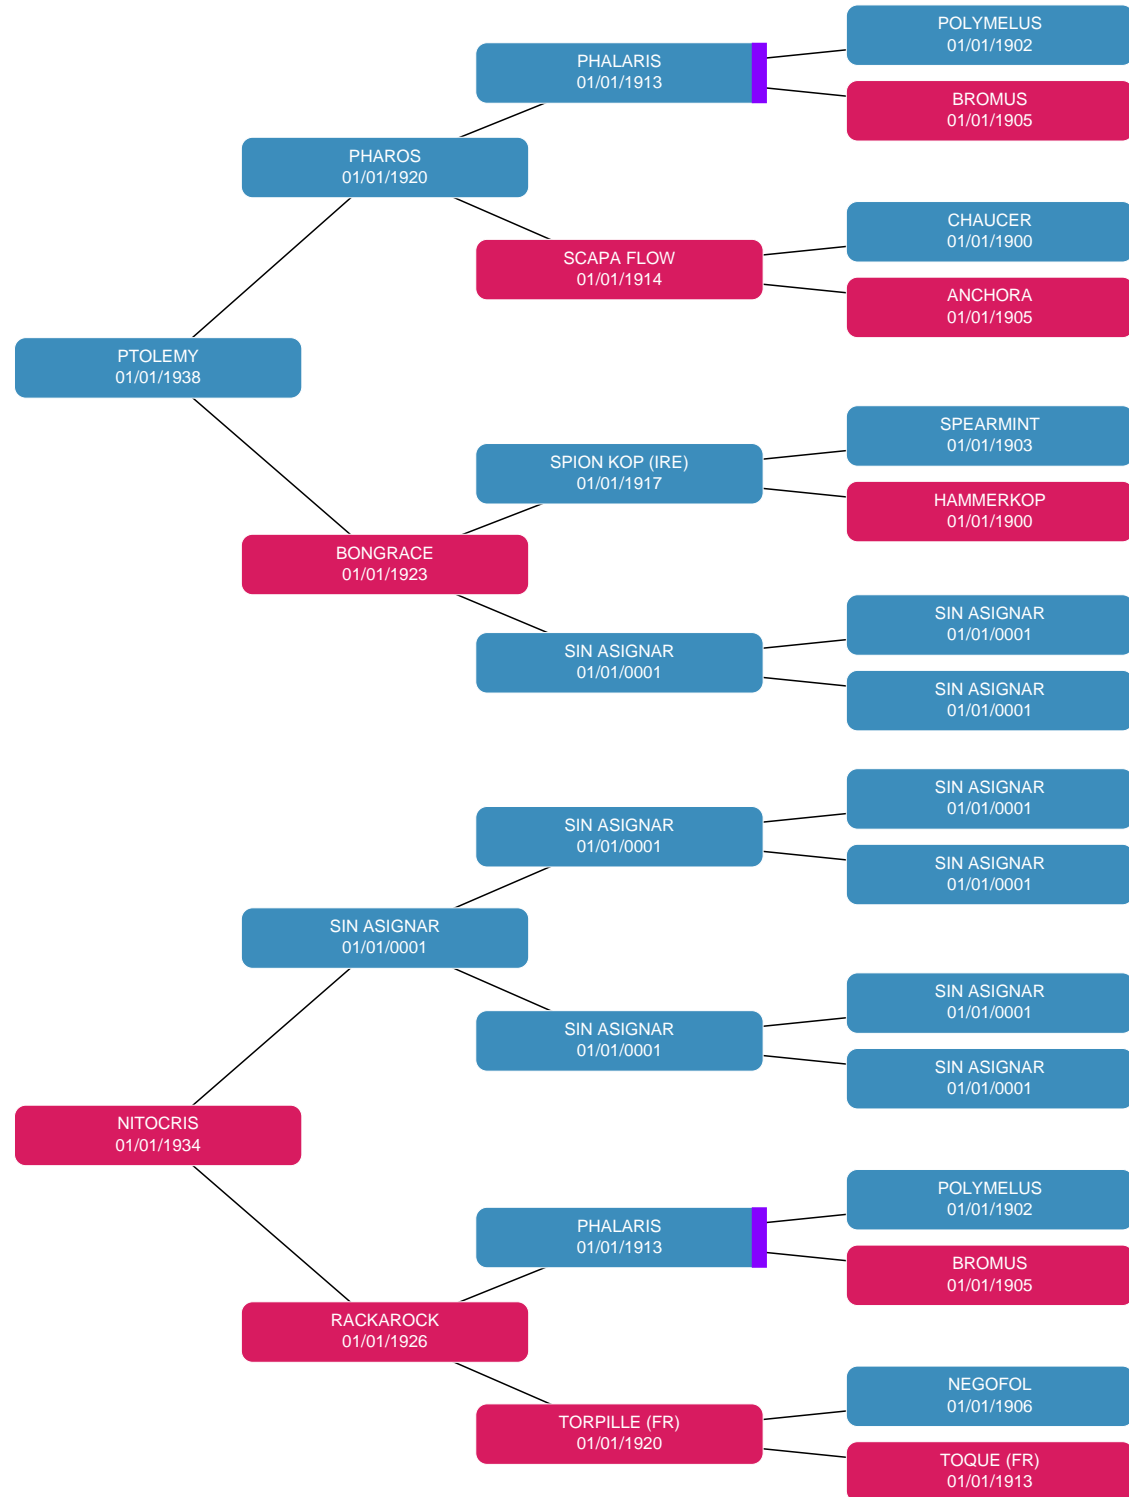 POLYMELUS
01/01/1902
PHALARIS
01/01/1913
BROMUS
01/01/1905
PHAROS
01/01/1920
CHAUCER
01/01/1900
SCAPA FLOW
01/01/1914
ANCHORA
01/01/1905
PTOLEMY
01/01/1938
SPEARMINT
01/01/1903
SPION KOP (IRE)
01/01/1917
HAMMERKOP
01/01/1900
BONGRACE
01/01/1923
SIN ASIGNAR
01/01/0001
SIN ASIGNAR
01/01/0001
SIN ASIGNAR
01/01/0001
SIN ASIGNAR
01/01/0001
SIN ASIGNAR
01/01/0001
SIN ASIGNAR
01/01/0001
SIN ASIGNAR
01/01/0001
SIN ASIGNAR
01/01/0001
SIN ASIGNAR
01/01/0001
SIN ASIGNAR
01/01/0001
NITOCRIS
01/01/1934
POLYMELUS
01/01/1902
PHALARIS
01/01/1913
BROMUS
01/01/1905
RACKAROCK
01/01/1926
NEGOFOL
01/01/1906
TORPILLE (FR)
01/01/1920
TOQUE (FR)
01/01/1913